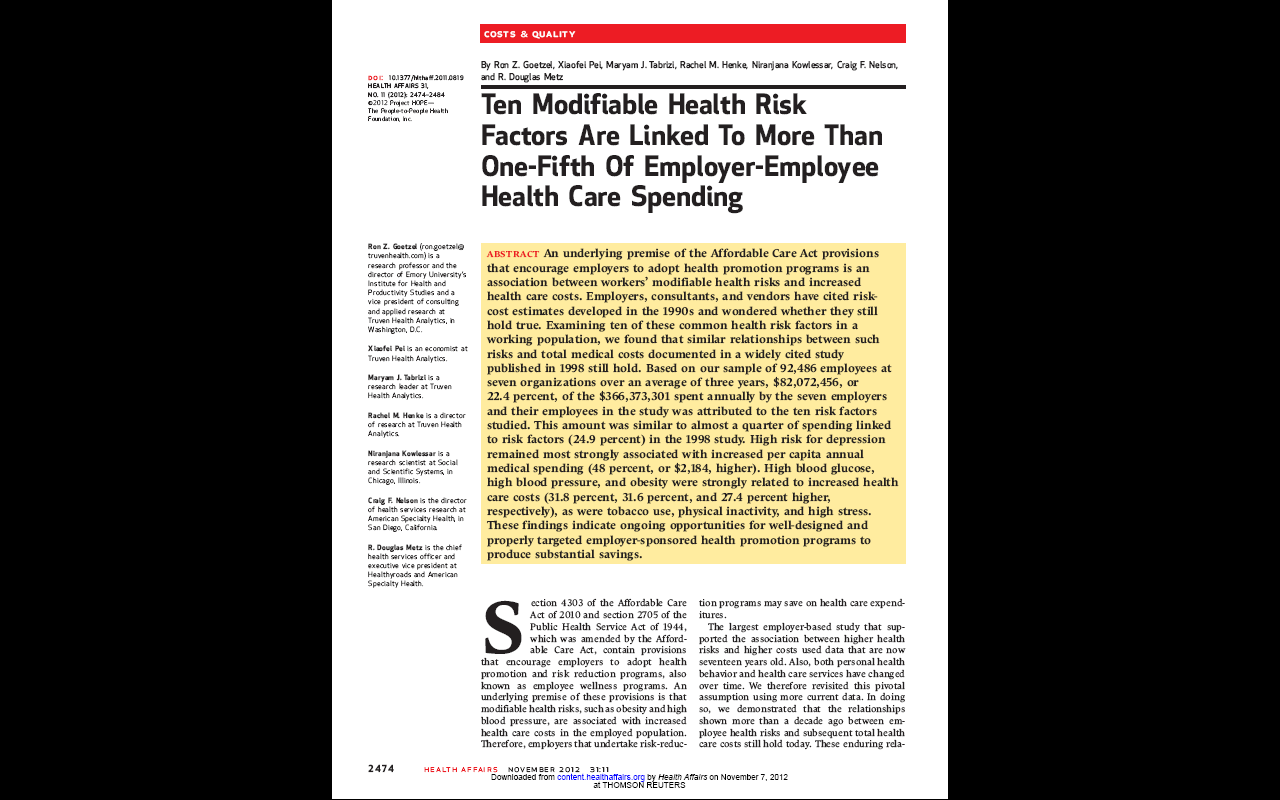 COSTS & QUALITY
By Ron Z. Goetzel, Xiaofei Pei, Maryam J. Tabrizi, Rachel M. Henke, Niranjana Kowlessar, Craig F. Nelson,
and R. Douglas Metz
DOI: 10.1377/hlthaff.2011.0819
HEALTH AFFAIRS 31,
NO. 11 (2012): 2474–2484
©2012 Project HOPE—
The People-to-People Health
Foundation, Inc.
Ten Modifiable Health Risk
Factors Are Linked To More Than
One-Fifth Of Employer-Employee
Health Care Spending
Ron Z. Goetzel (ron.goetzel@
truvenhealth.com) is a
research professor and the
director of Emory University's
Institute for Health and
Productivity Studies and a
vice president of consulting
and applied research at
Truven Health Analytics, in
Washington, D.C.
Xiaofei Pei is an economist at
Truven Health Analytics.
Maryam J. Tabrizi is a
research leader at Truven
Health Analytics.
Rachel M. Henke is a director
of research at Truven Health
Analytics.
Niranjana Kowlessar is a
research scientist at Social
and Scientific Systems, in
Chicago, Illinois.
Craig F. Nelson is the director
of health services research at
American Specialty Health, in
San Diego, California.
R. Douglas Metz is the chief
health services officer and
executive vice president at
Healthyroads and American
Specialty Health.
ABSTRACT An underlying premise of the Affordable Care Act provisions
that encourage employers to adopt health promotion programs is an
association between workers' modifiable health risks and increased
health care costs. Employers, consultants, and vendors have cited risk-
cost estimates developed in the 1990s and wondered whether they still
hold true. Examining ten of these common health risk factors in a
working population, we found that similar relationships between such
risks and total medical costs documented in a widely cited study
published in 1998 still hold. Based on our sample of 92,486 employees at
seven organizations over an average of three years, $82,072,456, or
22.4 percent, of the $366,373,301 spent annually by the seven employers
and their employees in the study was attributed to the ten risk factors
studied. This amount was similar to almost a quarter of spending linked
to risk factors (24.9 percent) in the 1998 study. High risk for depression
remained most strongly associated with increased per capita annual
medical spending (48 percent, or $2,184, higher). High blood glucose,
high blood pressure, and obesity were strongly related to increased health
care costs (31.8 percent, 31.6 percent, and 27.4 percent higher,
respectively), as were tobacco use, physical inactivity, and high stress.
These findings indicate ongoing opportunities for well-designed and
properly targeted employer-sponsored health promotion programs to
produce substantial savings.
Section 4303 of the Affordable Care
Act of 2010 and section 2705 of the
Public Health Service Act of 1944,
which was amended by the Afford-
able Care Act, contain provisions
that encourage employers to adopt health
promotion and risk reduction programs, also
known as employee wellness programs. An
underlying premise of these provisions is that
modifiable health risks, such as obesity and high
blood pressure, are associated with increased
health care costs in the employed population.
Therefore, employers that undertake risk-reduc-
tion programs may save on health care expend-
itures.
The largest employer-based study that sup-
ported the association between higher health
risks and higher costs used data that are now
seventeen years old. Also, both personal health
behavior and health care services have changed
over time. We therefore revisited this pivotal
assumption using more current data. In doing
so, we demonstrated that the relationships
shown more than a decade ago between em-
ployee health risks and subsequent total health
care costs still hold today. These enduring rela-
2474 HEALTH AFFAIRS NOVEMBER 2012 31:11
Downloaded from content.healthaffairs.org by Health Affairs on November 7, 2012
at THOMSON REUTERS